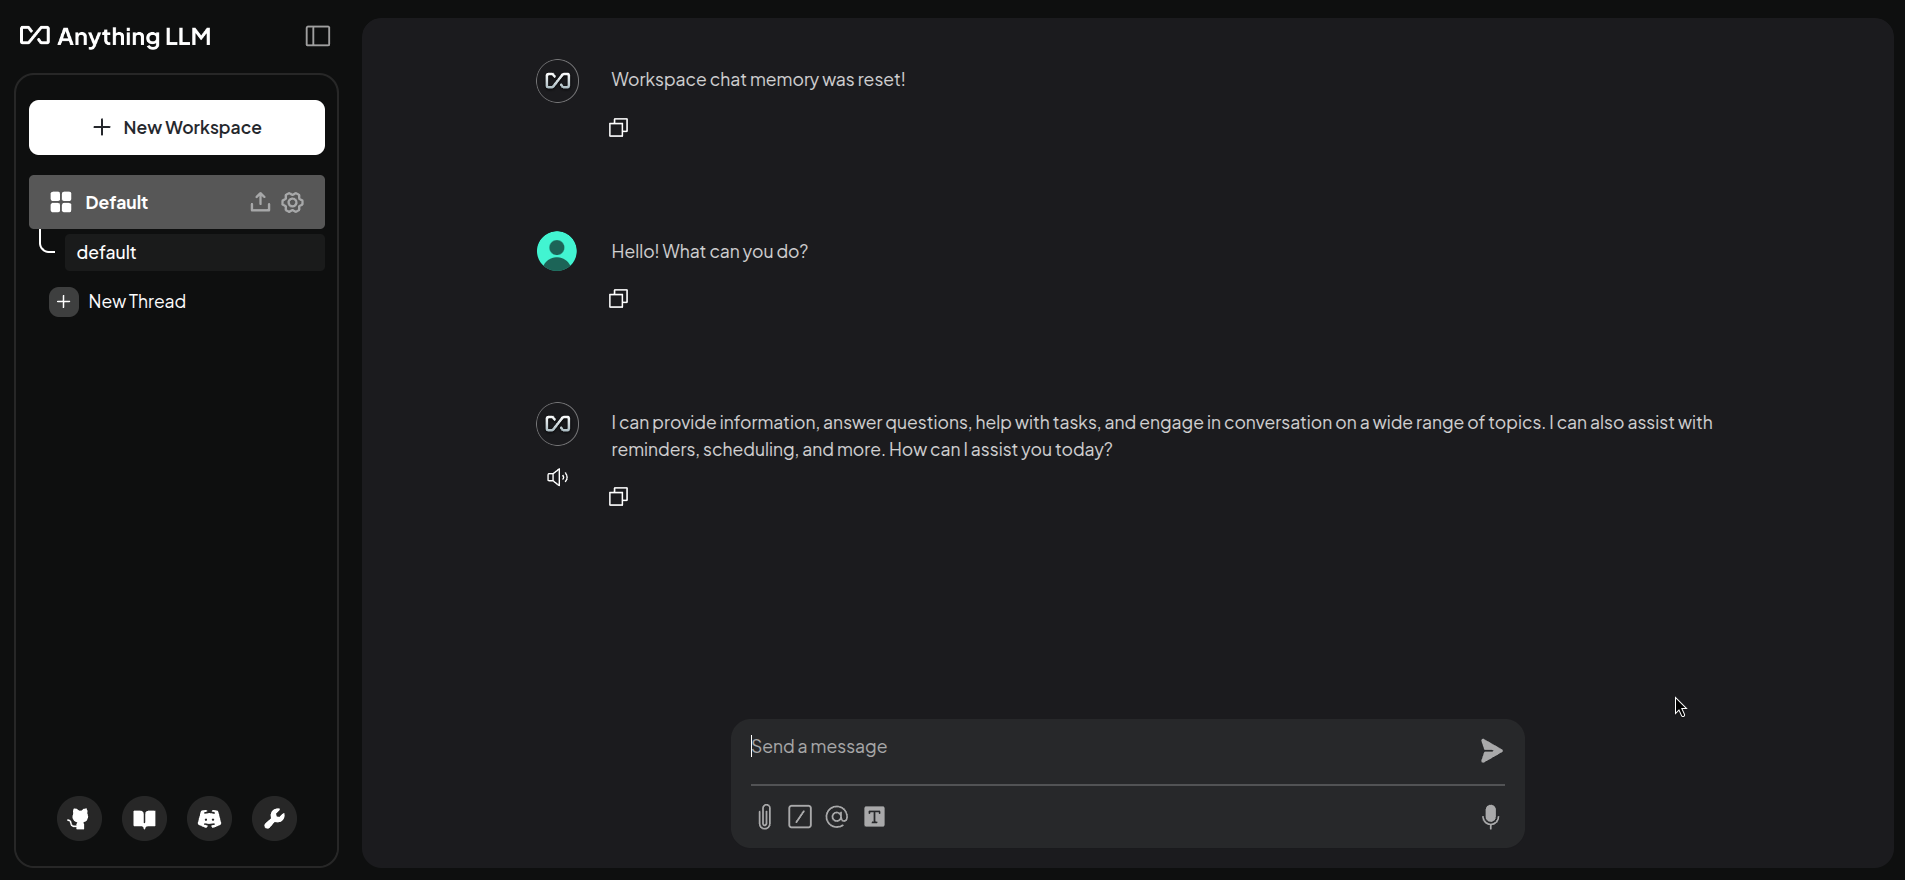 Anything LLM
New Workspace
Default
default
New Thread
Workspace chat memory was reset!
Hello! What can you do?
I can provide information, answer questions, help with tasks, and engage in conversation on a wide range of topics. I can also assist with
reminders, scheduling, and more. How can I assist you today?
Send a message